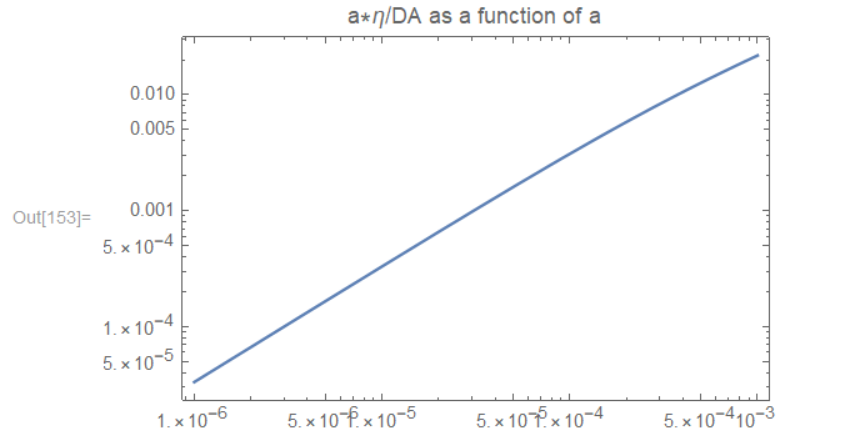 a*η/DA as a function of a
0.010
0.005
Out[153]=
0.001
5.×10⁻⁴
1.×10⁻⁴
5.×10⁻⁵
1.×10⁻⁶ 5.×10⁻⁶ 1.×10⁻⁵ 5.×10⁻⁵ 1.×10⁻⁴ 5.×10⁻⁴ 10⁻³